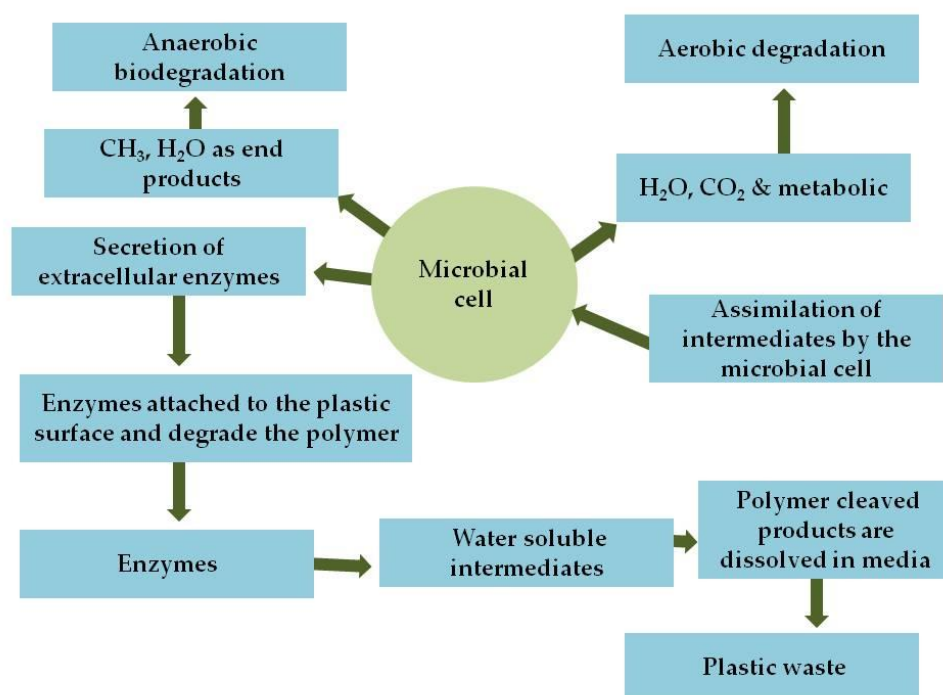 Anaerobic
biodegradation
Aerobic degradation
CH₃, H₂O as end
products
H₂O, CO₂ & metabolic
Secretion of
extracellular enzymes
Microbial
cell
Assimilation of
intermediates by the
microbial cell
Enzymes attached to the plastic
surface and degrade the polymer
Enzymes
Water soluble
intermediates
Polymer cleaved
products are
dissolved in media
Plastic waste